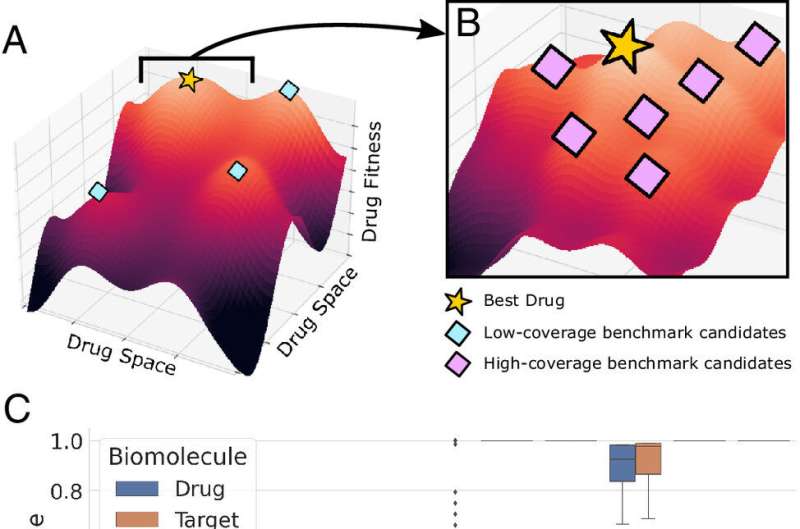 A
B
Drug Fitness
Drug Space
Drug Space
Best Drug
Low-coverage benchmark candidates
High-coverage benchmark candidates
C
1.0
Biomolecule
Drug
0.8
Target
e